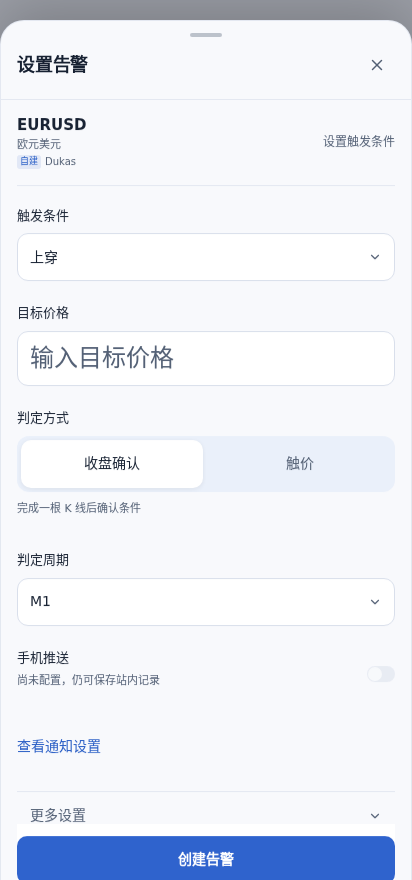 设置告警
EURUSD
欧元美元
自建 Dukas
设置触发条件
触发条件
上穿
目标价格
输入目标价格
判定方式
收盘确认 触价
完成一根 K 线后确认条件
判定周期
M1
手机推送
尚未配置，仍可保存站内记录
查看通知设置
更多设置
创建告警